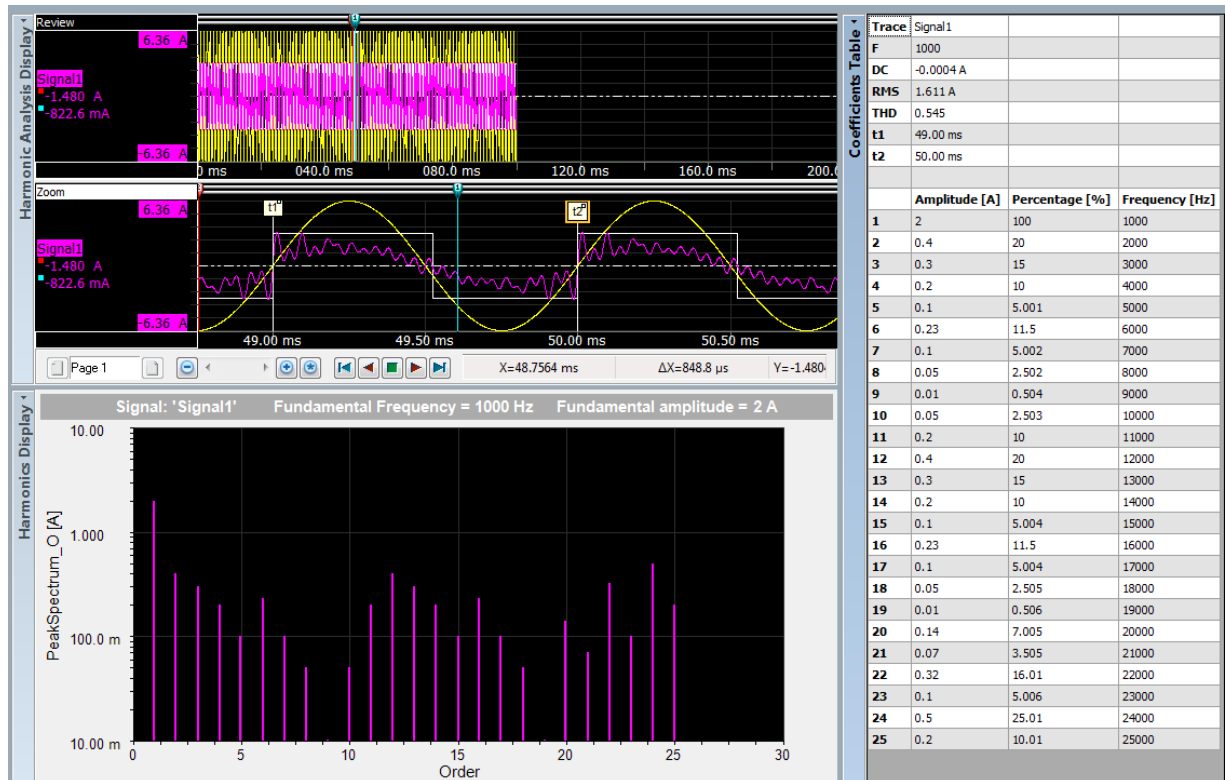 Harmonic Analysis Display
Review
6.36 A
Signal1
-1.480 A
-822.6 mA
-6.36 A
0 ms 040.0 ms 080.0 ms 120.0 ms 160.0 ms 200.0
Zoom
6.36 A
t1 t2
Signal1
-1.480 A
-822.6 mA
-6.36 A
49.00 ms 49.50 ms 50.00 ms 50.50 ms
Page 1 X=48.7564 ms ΔX=848.8 µs Y=-1.480
Harmonics Display
Signal: 'Signal1' Fundamental Frequency = 1000 Hz Fundamental amplitude = 2 A
PeakSpectrum_O [A]
10.00
1.000
100.0 m
10.00 m
0 5 10 15 20 25 30
Order
Coefficients Table
Trace Signal1
F 1000
DC -0.0004 A
RMS 1.611 A
THD 0.545
t1 49.00 ms
t2 50.00 ms
Amplitude [A] Percentage [%] Frequency [Hz]
1 2 100 1000
2 0.4 20 2000
3 0.3 15 3000
4 0.2 10 4000
5 0.1 5.001 5000
6 0.23 11.5 6000
7 0.1 5.002 7000
8 0.05 2.502 8000
9 0.01 0.504 9000
10 0.05 2.503 10000
11 0.2 10 11000
12 0.4 20 12000
13 0.3 15 13000
14 0.2 10 14000
15 0.1 5.004 15000
16 0.23 11.5 16000
17 0.1 5.004 17000
18 0.05 2.505 18000
19 0.01 0.506 19000
20 0.14 7.005 20000
21 0.07 3.505 21000
22 0.32 16.01 22000
23 0.1 5.006 23000
24 0.5 25.01 24000
25 0.2 10.01 25000